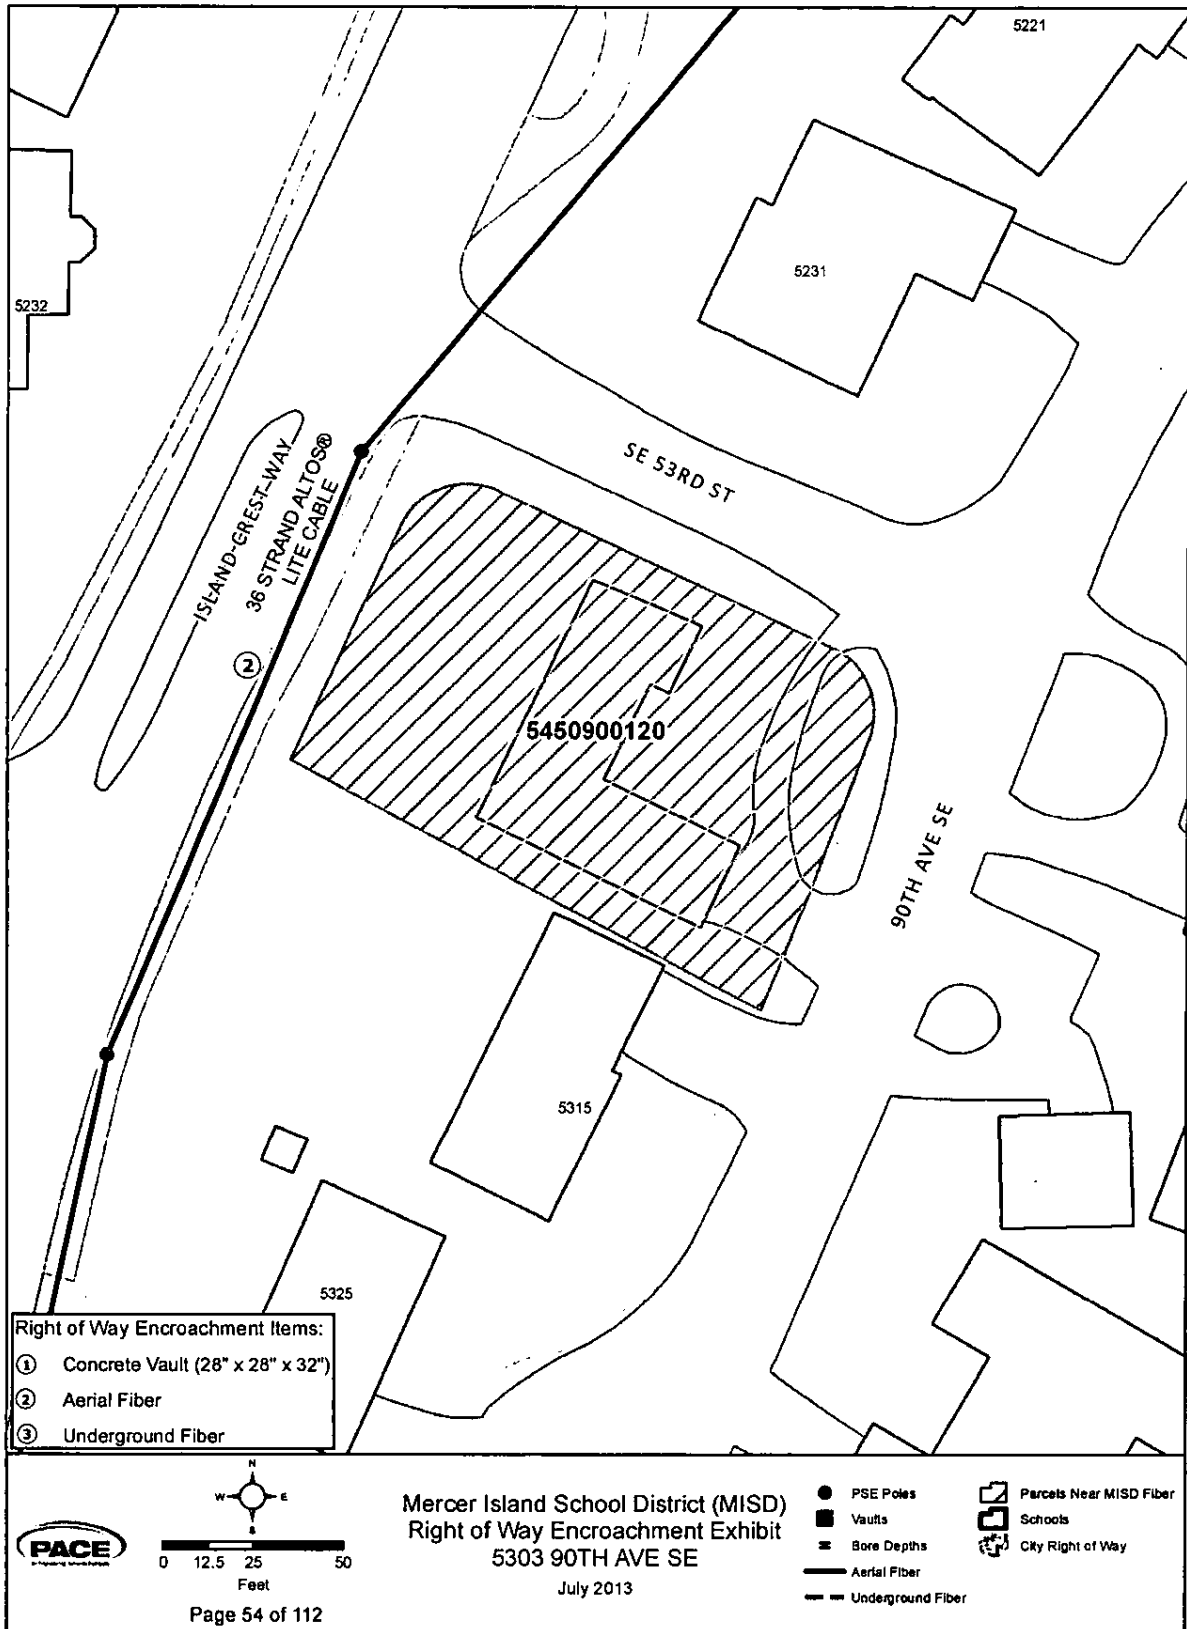 5221
5231
5232
SE 53RD ST
ISLAND-CREST-WAY
36 STRAND ALTOS®
LITE CABLE
②
5450900120
90TH AVE SE
5315
5325
Right of Way Encroachment Items:
① Concrete Vault (28" x 28" x 32")
② Aerial Fiber
③ Underground Fiber
N
W E
S
PACE
0 12.5 25 50
Feet
Page 54 of 112
Mercer Island School District (MISD)
Right of Way Encroachment Exhibit
5303 90TH AVE SE
July 2013
PSE Poles
Vaults
Bore Depths
Aerial Fiber
Underground Fiber
Parcels Near MISD Fiber
Schools
City Right of Way